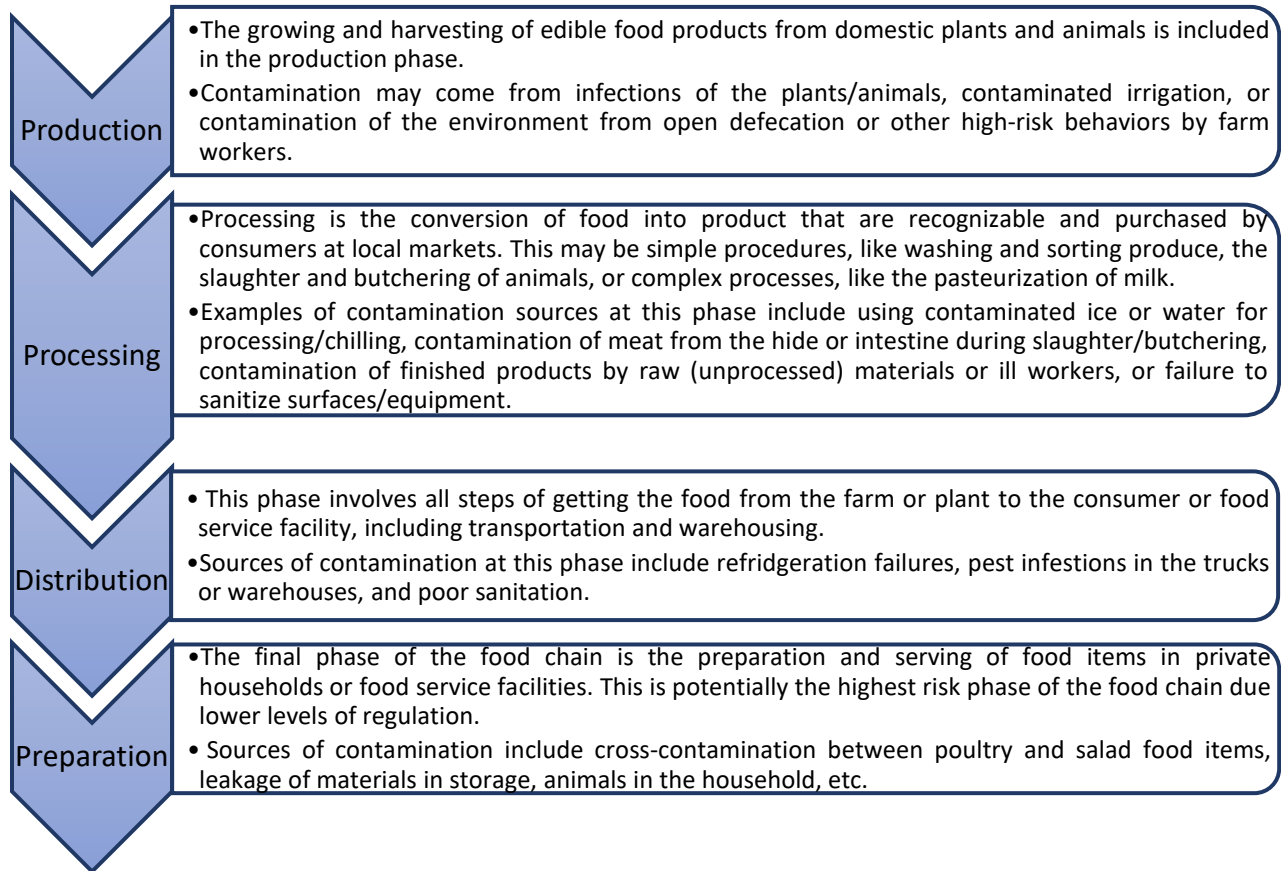 Production
•The growing and harvesting of edible food products from domestic plants and animals is included
in the production phase.
•Contamination may come from infections of the plants/animals, contaminated irrigation, or
contamination of the environment from open defecation or other high-risk behaviors by farm
workers.
Processing
•Processing is the conversion of food into product that are recognizable and purchased by
consumers at local markets. This may be simple procedures, like washing and sorting produce, the
slaughter and butchering of animals, or complex processes, like the pasteurization of milk.
•Examples of contamination sources at this phase include using contaminated ice or water for
processing/chilling, contamination of meat from the hide or intestine during slaughter/butchering,
contamination of finished products by raw (unprocessed) materials or ill workers, or failure to
sanitize surfaces/equipment.
Distribution
• This phase involves all steps of getting the food from the farm or plant to the consumer or food
service facility, including transportation and warehousing.
•Sources of contamination at this phase include refridgeration failures, pest infestions in the trucks
or warehouses, and poor sanitation.
Preparation
•The final phase of the food chain is the preparation and serving of food items in private
households or food service facilities. This is potentially the highest risk phase of the food chain due
lower levels of regulation.
• Sources of contamination include cross-contamination between poultry and salad food items,
leakage of materials in storage, animals in the household, etc.